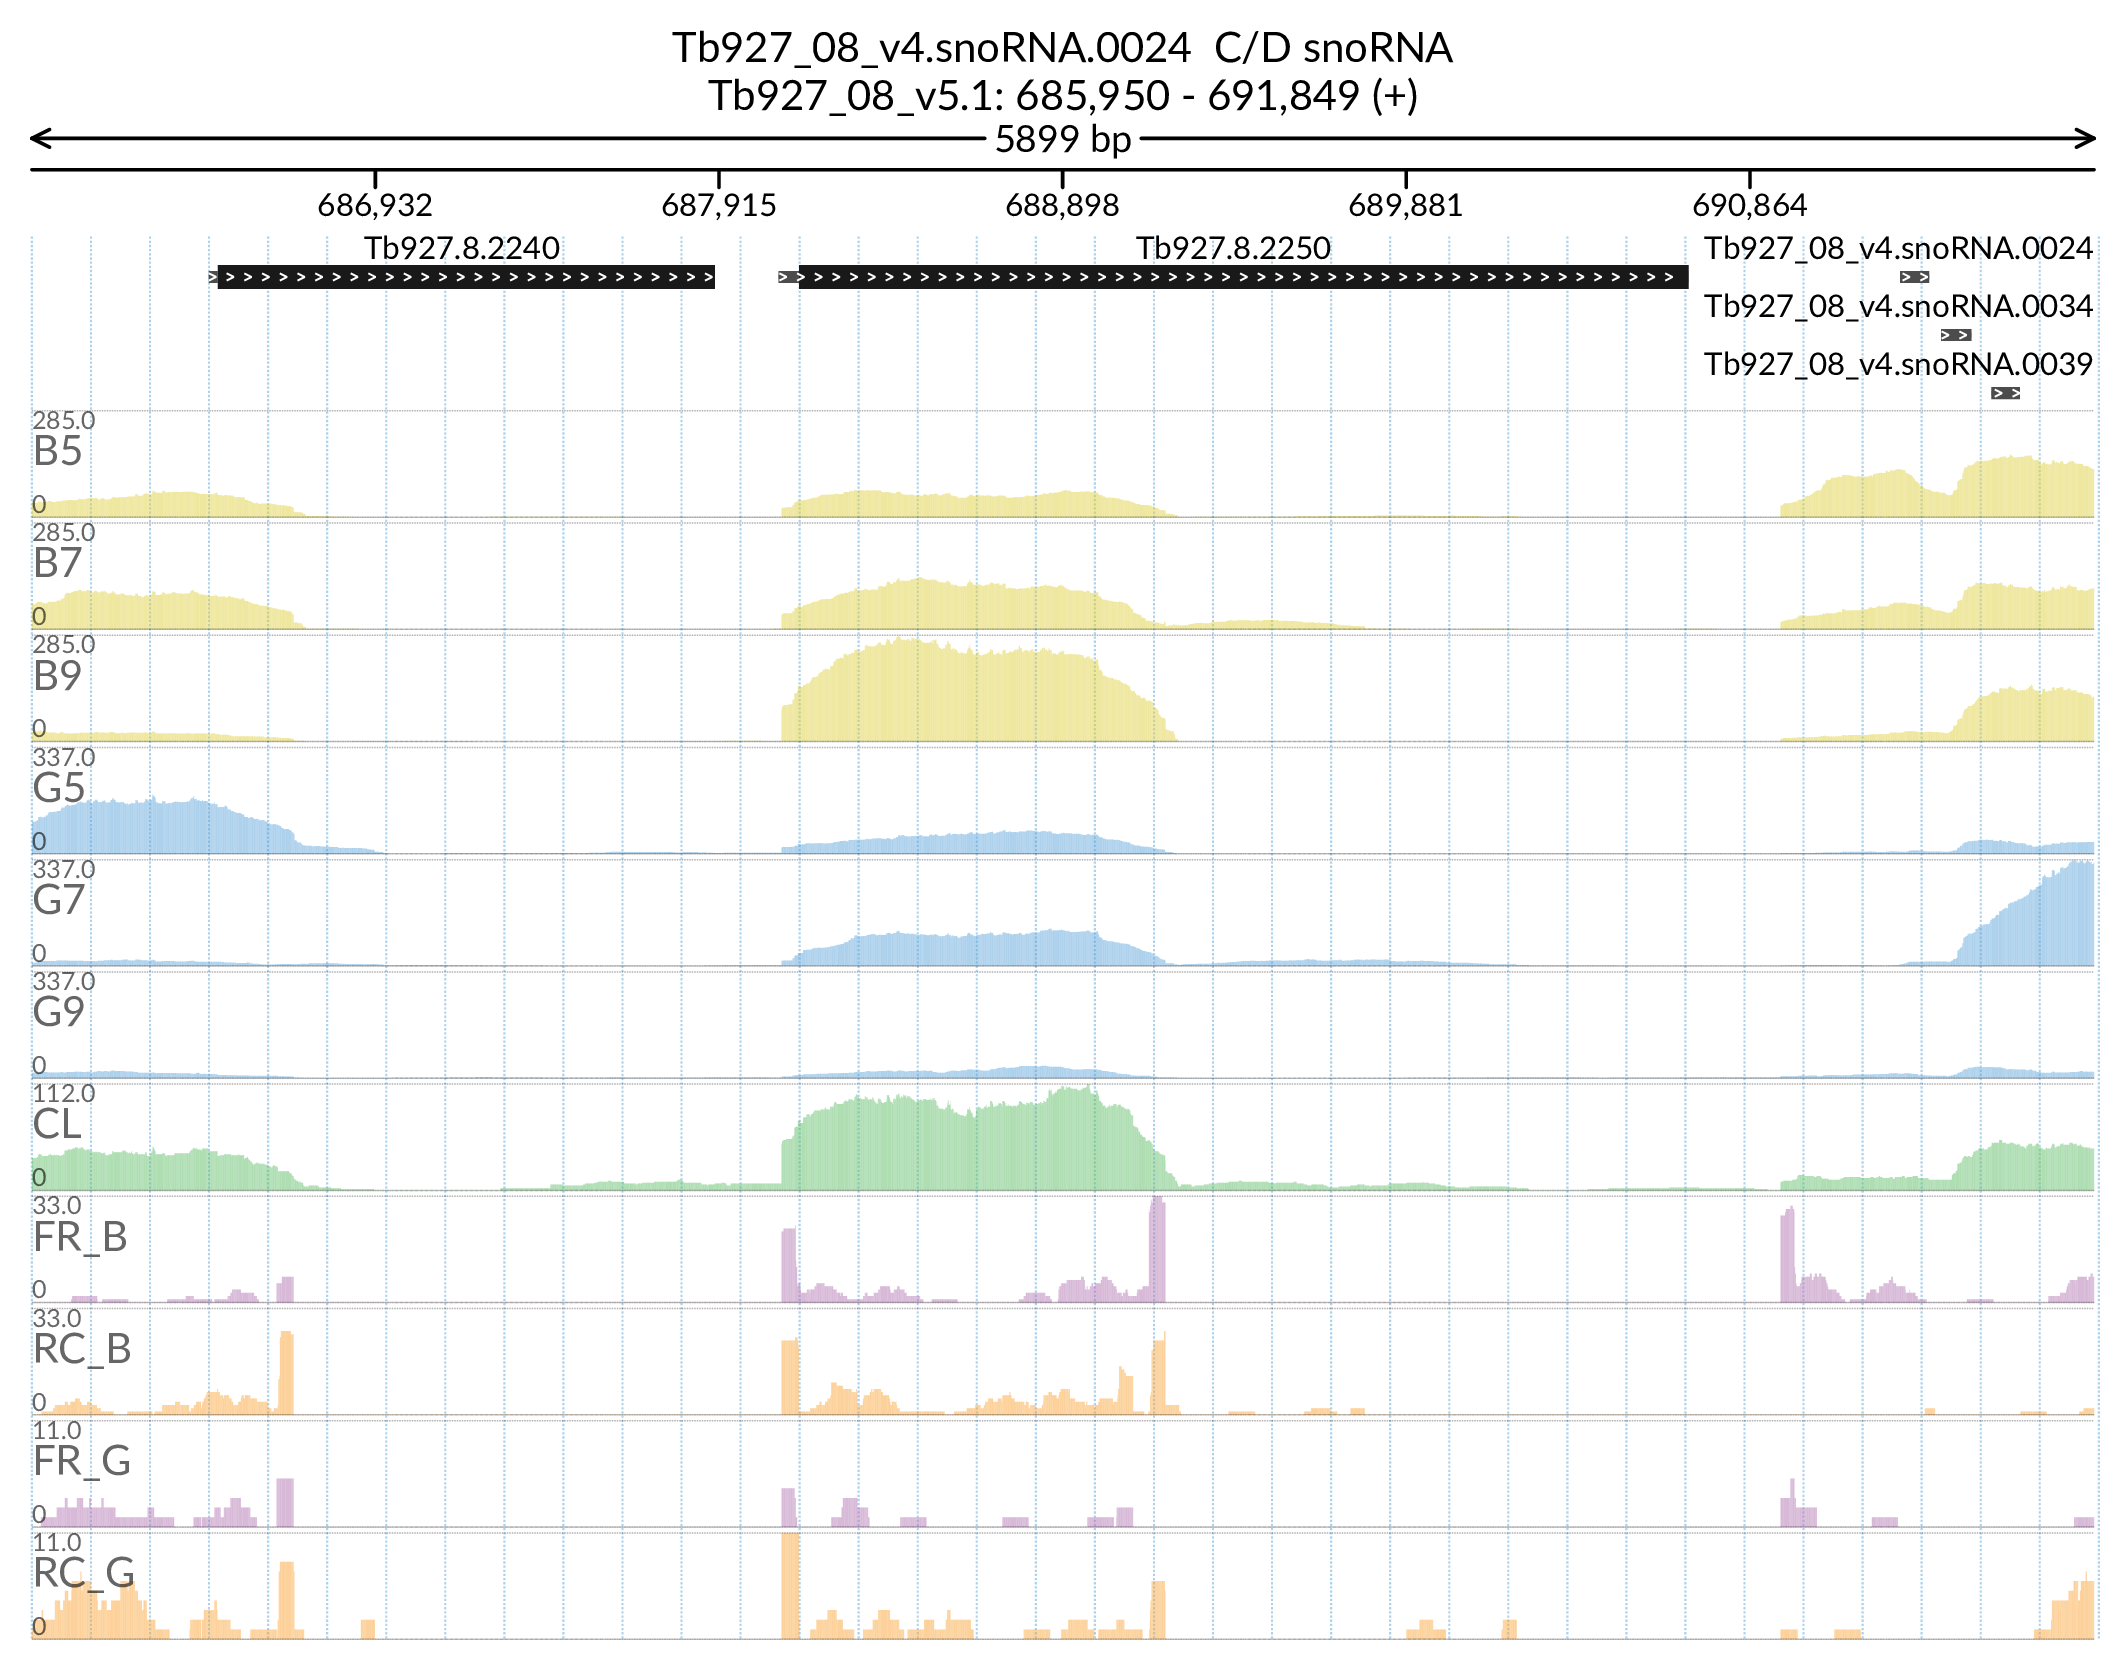 Tb927_08_v4.snoRNA.0024  C/D snoRNA
Tb927_08_v5.1: 685,950 - 691,849 (+)
5899 bp
686,932 687,915 688,898 689,881 690,864
Tb927.8.2240 Tb927.8.2250 Tb927_08_v4.snoRNA.0024
Tb927_08_v4.snoRNA.0034
Tb927_08_v4.snoRNA.0039
285.0
B5
0
285.0
B7
0
285.0
B9
0
337.0
G5
0
337.0
G7
0
337.0
G9
0
112.0
CL
0
33.0
FR_B
0
33.0
RC_B
0
11.0
FR_G
0
11.0
RC_G
0